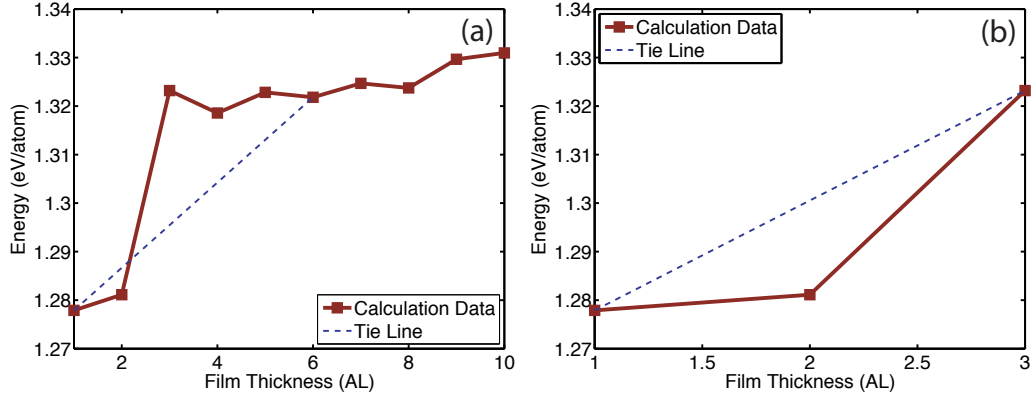 (a)
1.34
1.33
1.32
1.31
1.3
1.29
1.28
1.27
Energy (eV/atom)
2
4
6
8
10
Film Thickness (AL)
Calculation Data
Tie Line
(b)
Calculation Data
Tie Line
1.34
1.33
1.32
1.31
1.3
1.29
1.28
1.27
Energy (eV/atom)
1
1.5
2
2.5
3
Film Thickness (AL)